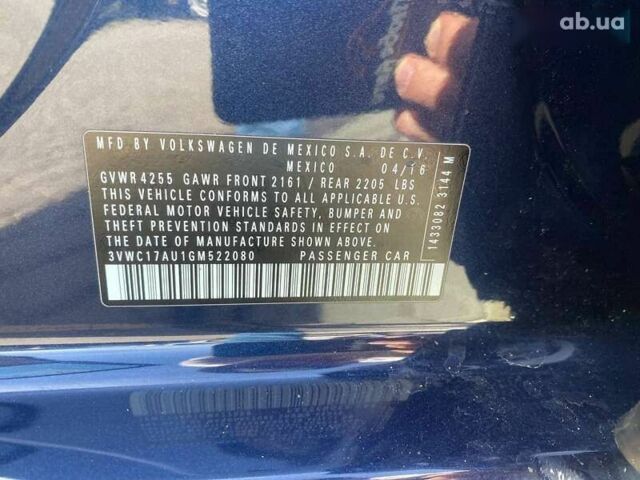 ab.ua
MFD BY VOLKSWAGEN DE MEXICO S.A. DE C.V.
MEXICO 04/16
GVWR 4255 GAWR FRONT 2161 / REAR 2205 LBS
THIS VEHICLE CONFORMS TO ALL APPLICABLE U.S.
FEDERAL MOTOR VEHICLE SAFETY, BUMPER AND
THEFT PREVENTION STANDARDS IN EFFECT ON
THE DATE OF MANUFACTURE SHOWN ABOVE.
3VWC17AU1GM522080 PASSENGER CAR
1433082 3144 M